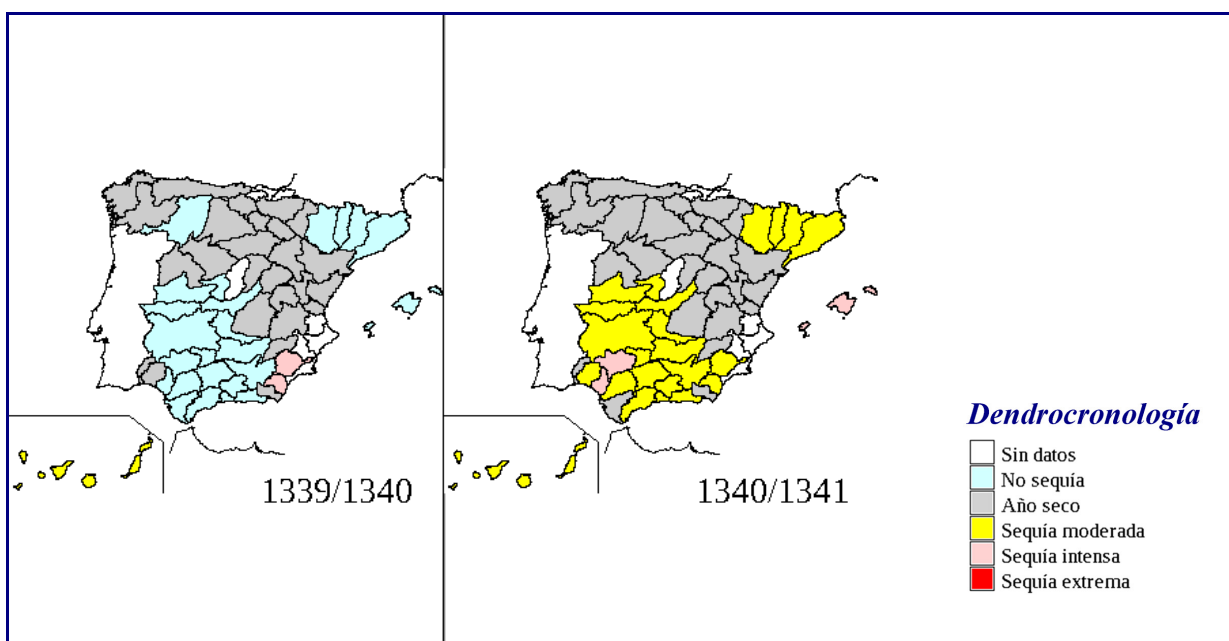 1339/1340
1340/1341
Dendrocronología
Sin datos
No sequía
Año seco
Sequía moderada
Sequía intensa
Sequía extrema